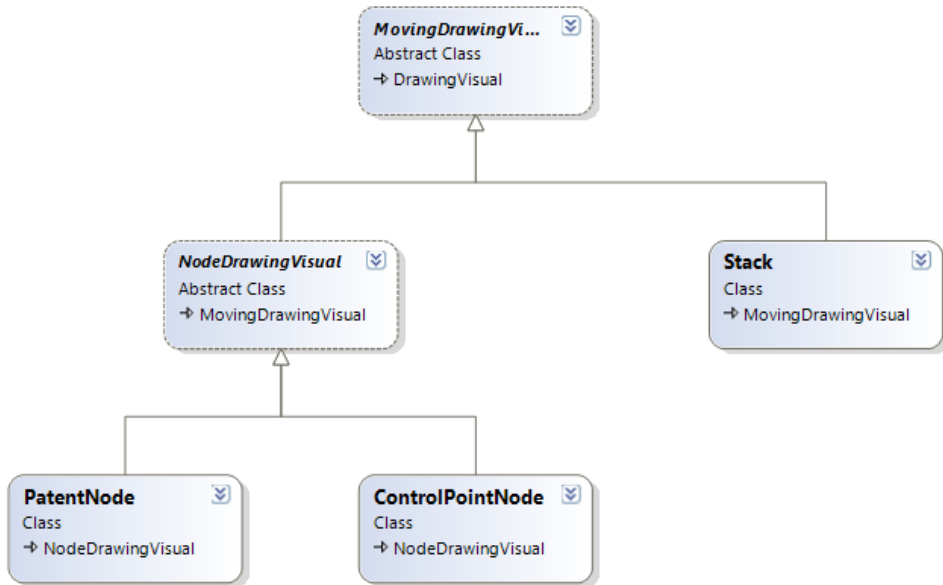 MovingDrawingVi...
Abstract Class
DrawingVisual
NodeDrawingVisual
Abstract Class
MovingDrawingVisual
Stack
Class
MovingDrawingVisual
PatentNode
Class
NodeDrawingVisual
ControlPointNode
Class
NodeDrawingVisual